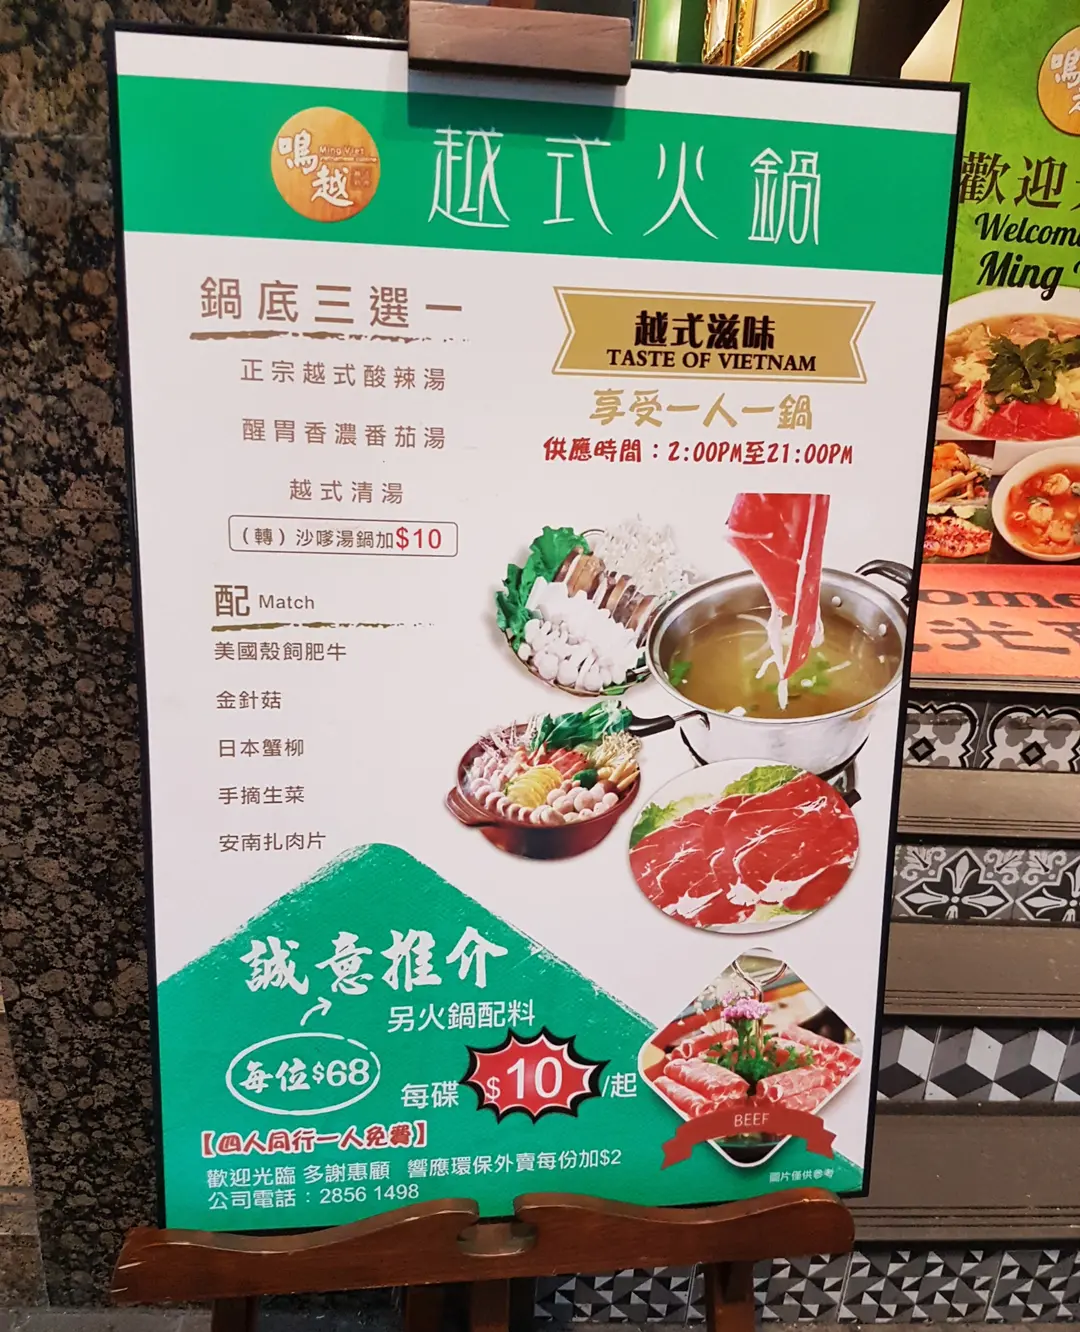 鳴越
Ming Viet
越式火鍋
鍋底三選一
正宗越式酸辣湯
醒胃香濃番茄湯
越式清湯
(轉)沙嗲湯鍋加$10
越式滋味
TASTE OF VIETNAM
享受一人一鍋
供應時間：2:00PM至21:00PM
配 Match
美國殼飼肥牛
金針菇
日本蟹柳
手摘生菜
安南扎肉片
誠意推介
另火鍋配料
每位$68
每碟$10/起
BEEF
【四人同行一人免費】
歡迎光臨 多謝惠顧 響應環保外賣每份加$2
公司電話：2856 1498
圖片僅供參考
鳴
歡迎
Welcom
Ming
ome
光